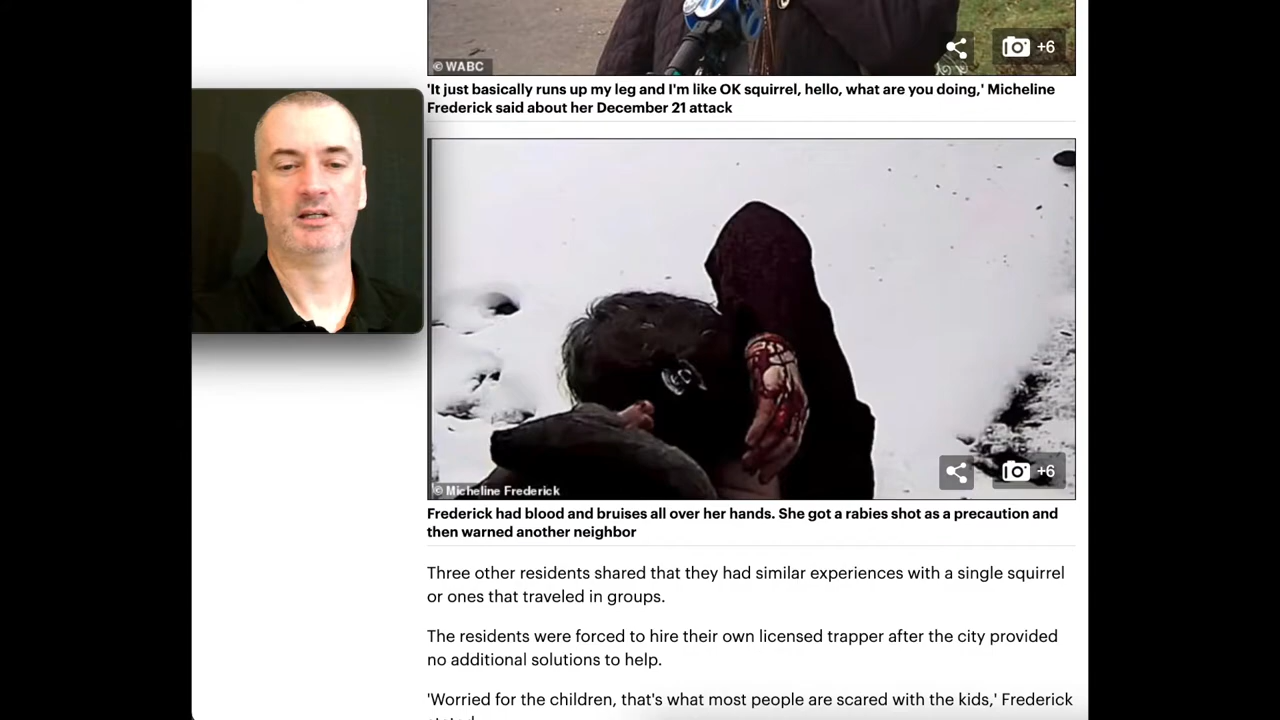 © WABC
+6
'It just basically runs up my leg and I'm like OK squirrel, hello, what are you doing,' Micheline
Frederick said about her December 21 attack
© Micheline Frederick
+6
Frederick had blood and bruises all over her hands. She got a rabies shot as a precaution and
then warned another neighbor
Three other residents shared that they had similar experiences with a single squirrel
or ones that traveled in groups.
The residents were forced to hire their own licensed trapper after the city provided
no additional solutions to help.
'Worried for the children, that's what most people are scared with the kids,' Frederick